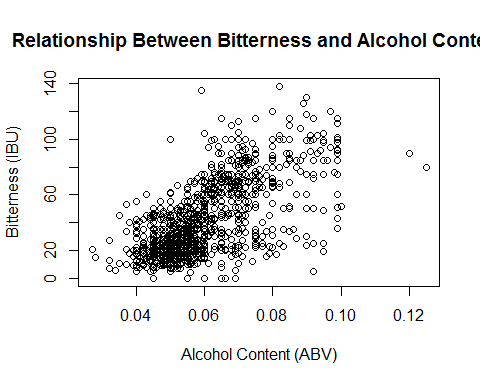 Relationship Between Bitterness and Alcohol Conte
Bitterness (IBU)
140
100
60
20
0
0.04 0.06 0.08 0.10 0.12
Alcohol Content (ABV)